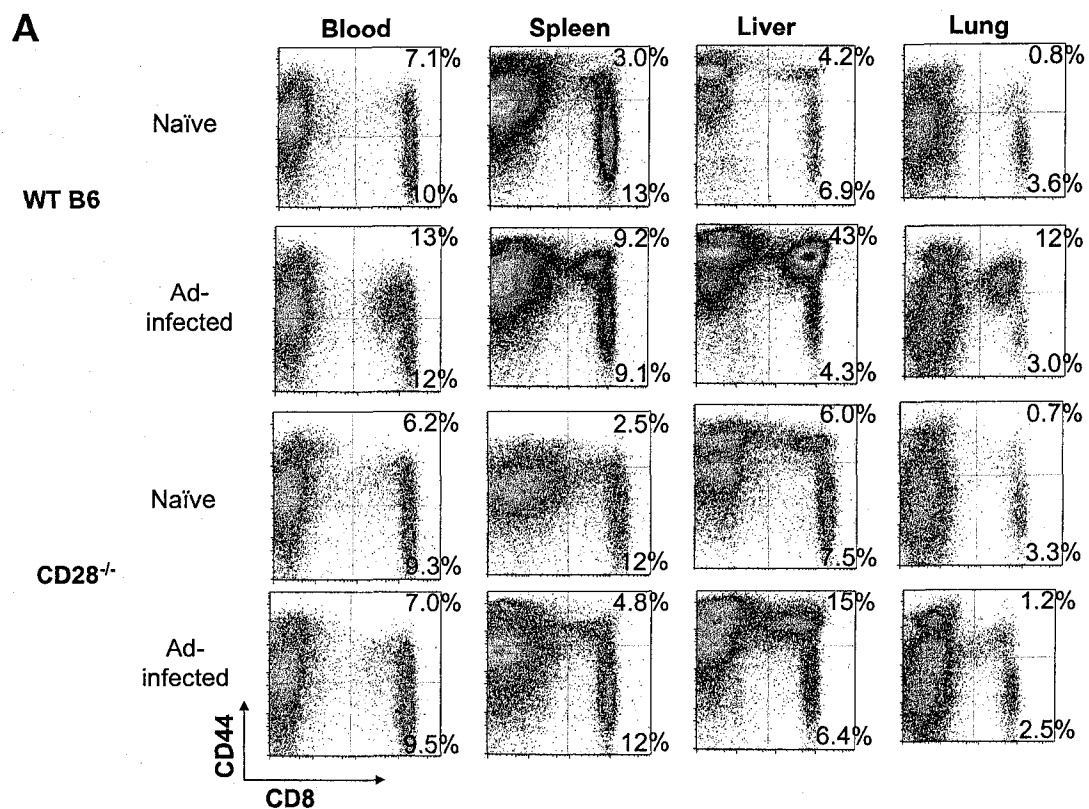 A
Blood Spleen Liver Lung
7.1% 3.0% 4.2% 0.8%
Naïve
10% 13% 6.9% 3.6%
WT B6
13% 9.2% 43% 12%
Ad-
infected
12% 9.1% 4.3% 3.0%
6.2% 2.5% 6.0% 0.7%
Naïve
9.3% 12% 7.5% 3.3%
CD28-/-
7.0% 4.8% 15% 1.2%
Ad-
infected
9.5% 12% 6.4% 2.5%
CD44
CD8